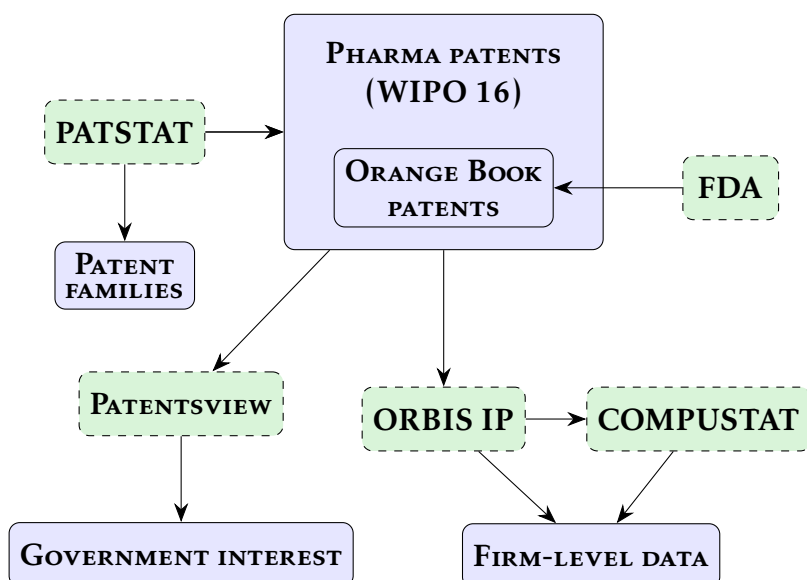 Pharma patents
(WIPO 16)
PATSTAT
Orange Book
patents
FDA
Patent
families
Patentsview
ORBIS IP
COMPUSTAT
Government interest
Firm-level data